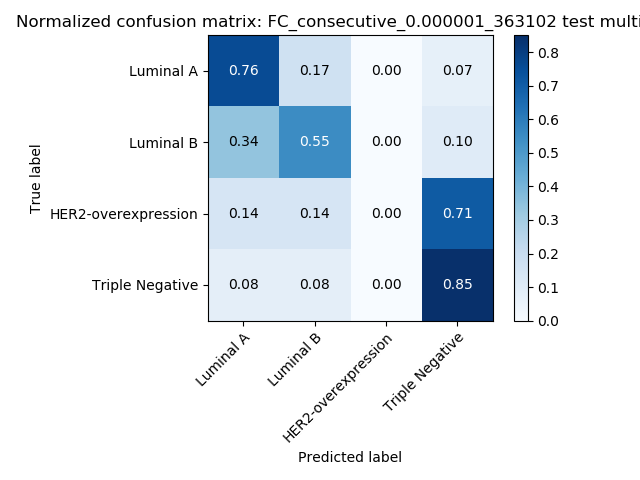 Normalized confusion matrix: FC_consecutive_0.000001_363102 test multi
True label
Luminal A 0.76 0.17 0.00 0.07
Luminal B 0.34 0.55 0.00 0.10
HER2-overexpression 0.14 0.14 0.00 0.71
Triple Negative 0.08 0.08 0.00 0.85
Luminal A
Luminal B
HER2-overexpression
Triple Negative
Predicted label
0.8
0.7
0.6
0.5
0.4
0.3
0.2
0.1
0.0